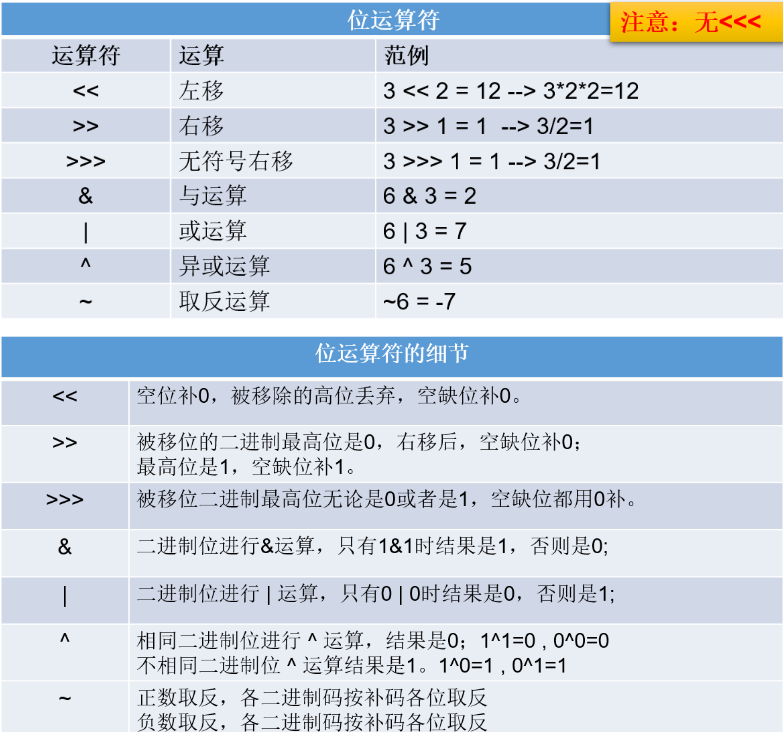 位运算符
注意：无<<<
运算符 运算 范例
<< 左移 3 << 2 = 12 --> 3*2*2=12
>> 右移 3 >> 1 = 1 --> 3/2=1
>>> 无符号右移 3 >>> 1 = 1 --> 3/2=1
& 与运算 6 & 3 = 2
| 或运算 6 | 3 = 7
^ 异或运算 6 ^ 3 = 5
~ 取反运算 ~6 = -7
位运算符的细节
<< 空位补0，被移除的高位丢弃，空缺位补0。
>> 被移位的二进制最高位是0，右移后，空缺位补0；
最高位是1，空缺位补1。
>>> 被移位二进制最高位无论是0或者是1，空缺位都用0补。
& 二进制位进行&运算，只有1&1时结果是1，否则是0;
| 二进制位进行 | 运算，只有0 | 0时结果是0，否则是1;
^ 相同二进制位进行 ^ 运算，结果是0；1^1=0 , 0^0=0
不相同二进制位 ^ 运算结果是1。1^0=1 , 0^1=1
~ 正数取反，各二进制码按补码各位取反
负数取反，各二进制码按补码各位取反